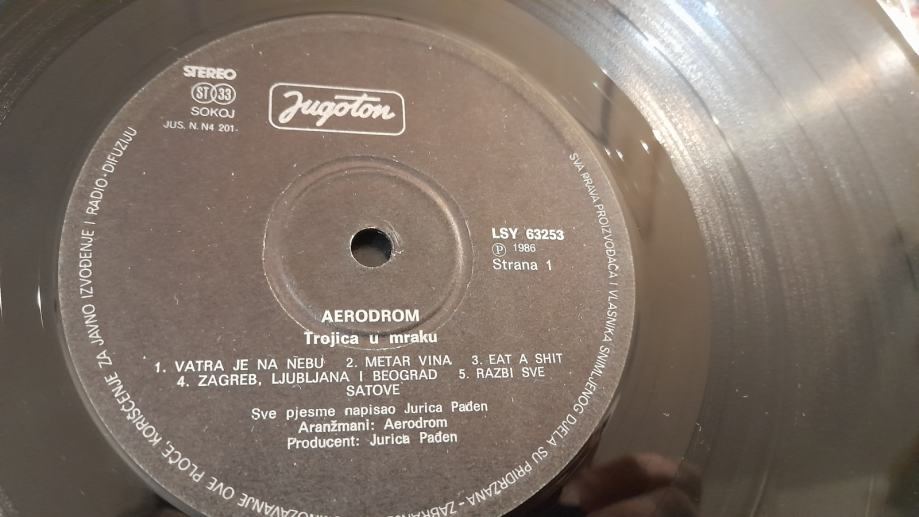 STEREO
ST 33
SOKOJ
JUS. N. N4 201.
Jugoton
LSY 63253
Ⓟ 1986
Strana 1
AERODROM
Trojica u mraku
1. VATRA JE NA NEBU 2. METAR VINA 3. EAT A SHIT
4. ZAGREB, LJUBLJANA I BEOGRAD 5. RAZBI SVE
SATOVE
Sve pjesme napisao Jurica Pađen
Aranžmani: Aerodrom
Producent: Jurica Pađen
SVA PRAVA PROIZVOĐAČA I VLASNIKA SNIMLJENOG DJELA SU PRIDRŽANA - OVE PLOČE, KORIŠĆENJE ZA JAVNO IZVOĐENJE I RADIO-DIFUZIJU